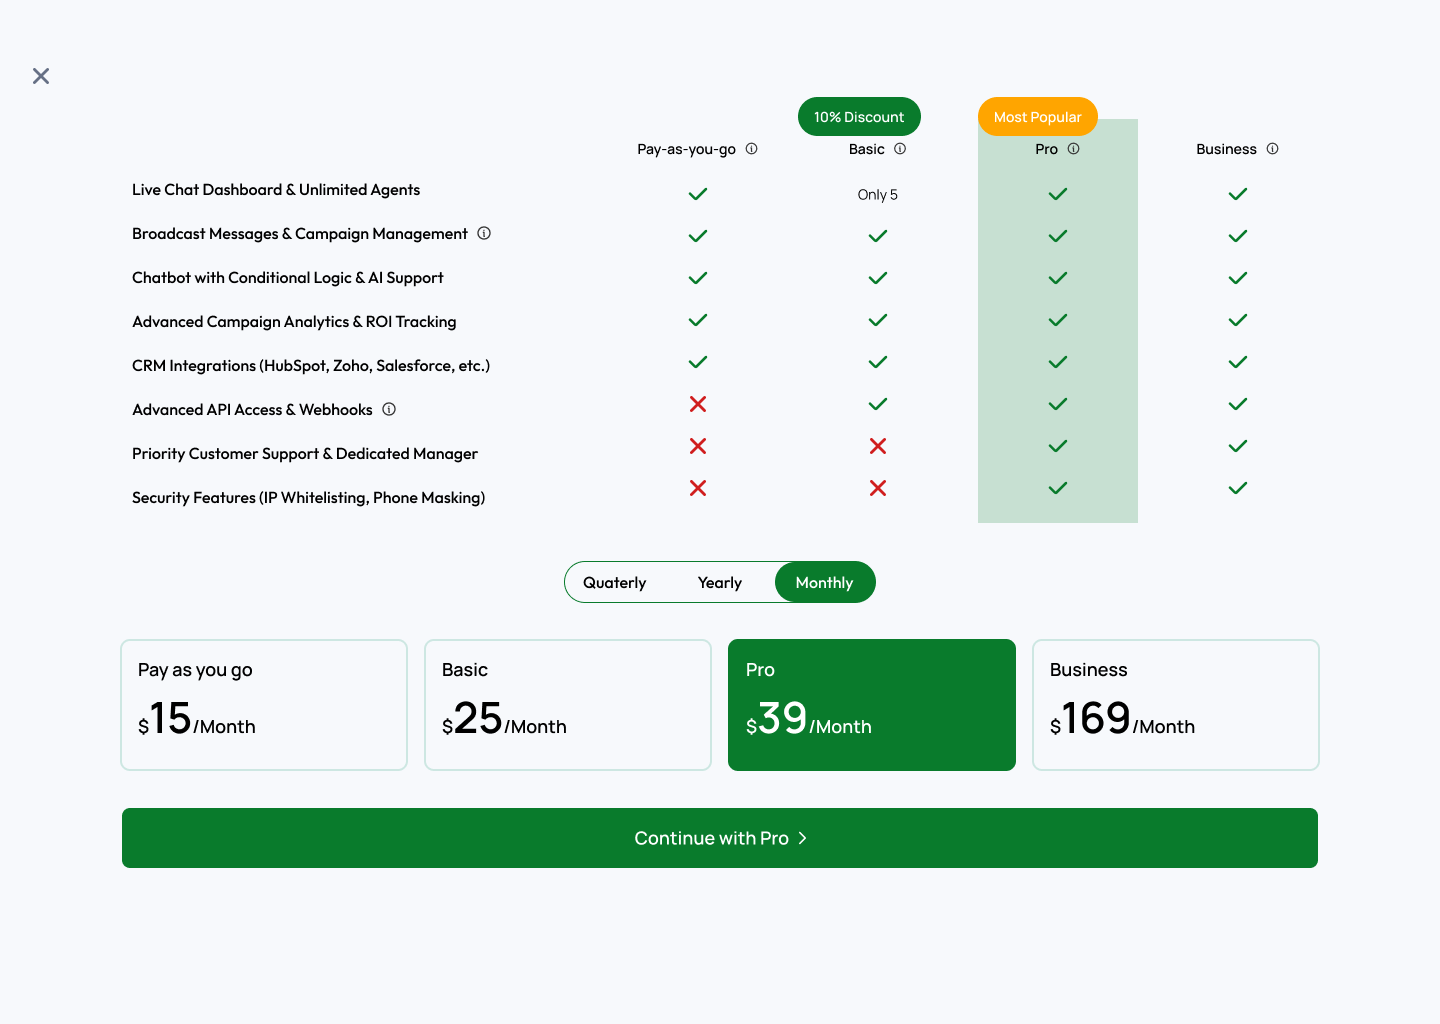 10% Discount
Most Popular
Pay-as-you-go
Basic
Pro
Business
Live Chat Dashboard & Unlimited Agents
Only 5
Broadcast Messages & Campaign Management
Chatbot with Conditional Logic & AI Support
Advanced Campaign Analytics & ROI Tracking
CRM Integrations (HubSpot, Zoho, Salesforce, etc.)
Advanced API Access & Webhooks
Priority Customer Support & Dedicated Manager
Security Features (IP Whitelisting, Phone Masking)
Quaterly
Yearly
Monthly
Pay as you go
$15/Month
Basic
$25/Month
Pro
$39/Month
Business
$169/Month
Continue with Pro